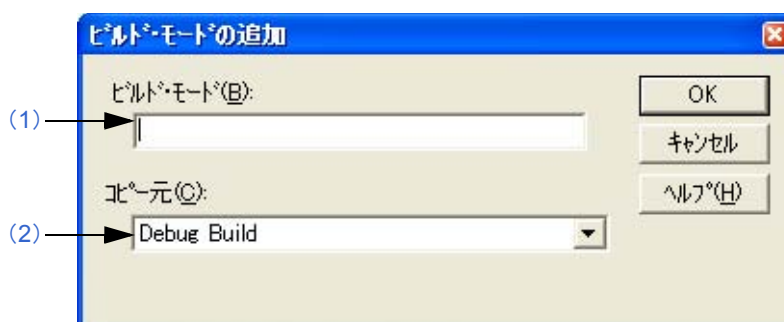 ﾋﾞﾙﾄﾞ･ﾓｰﾄﾞの追加
ﾋﾞﾙﾄﾞ･ﾓｰﾄﾞ(B):
OK
(1)
ｷｬﾝｾﾙ
ｺﾋﾟｰ元(C):
ﾍﾙﾌﾟ(H)
(2)
Debug Build